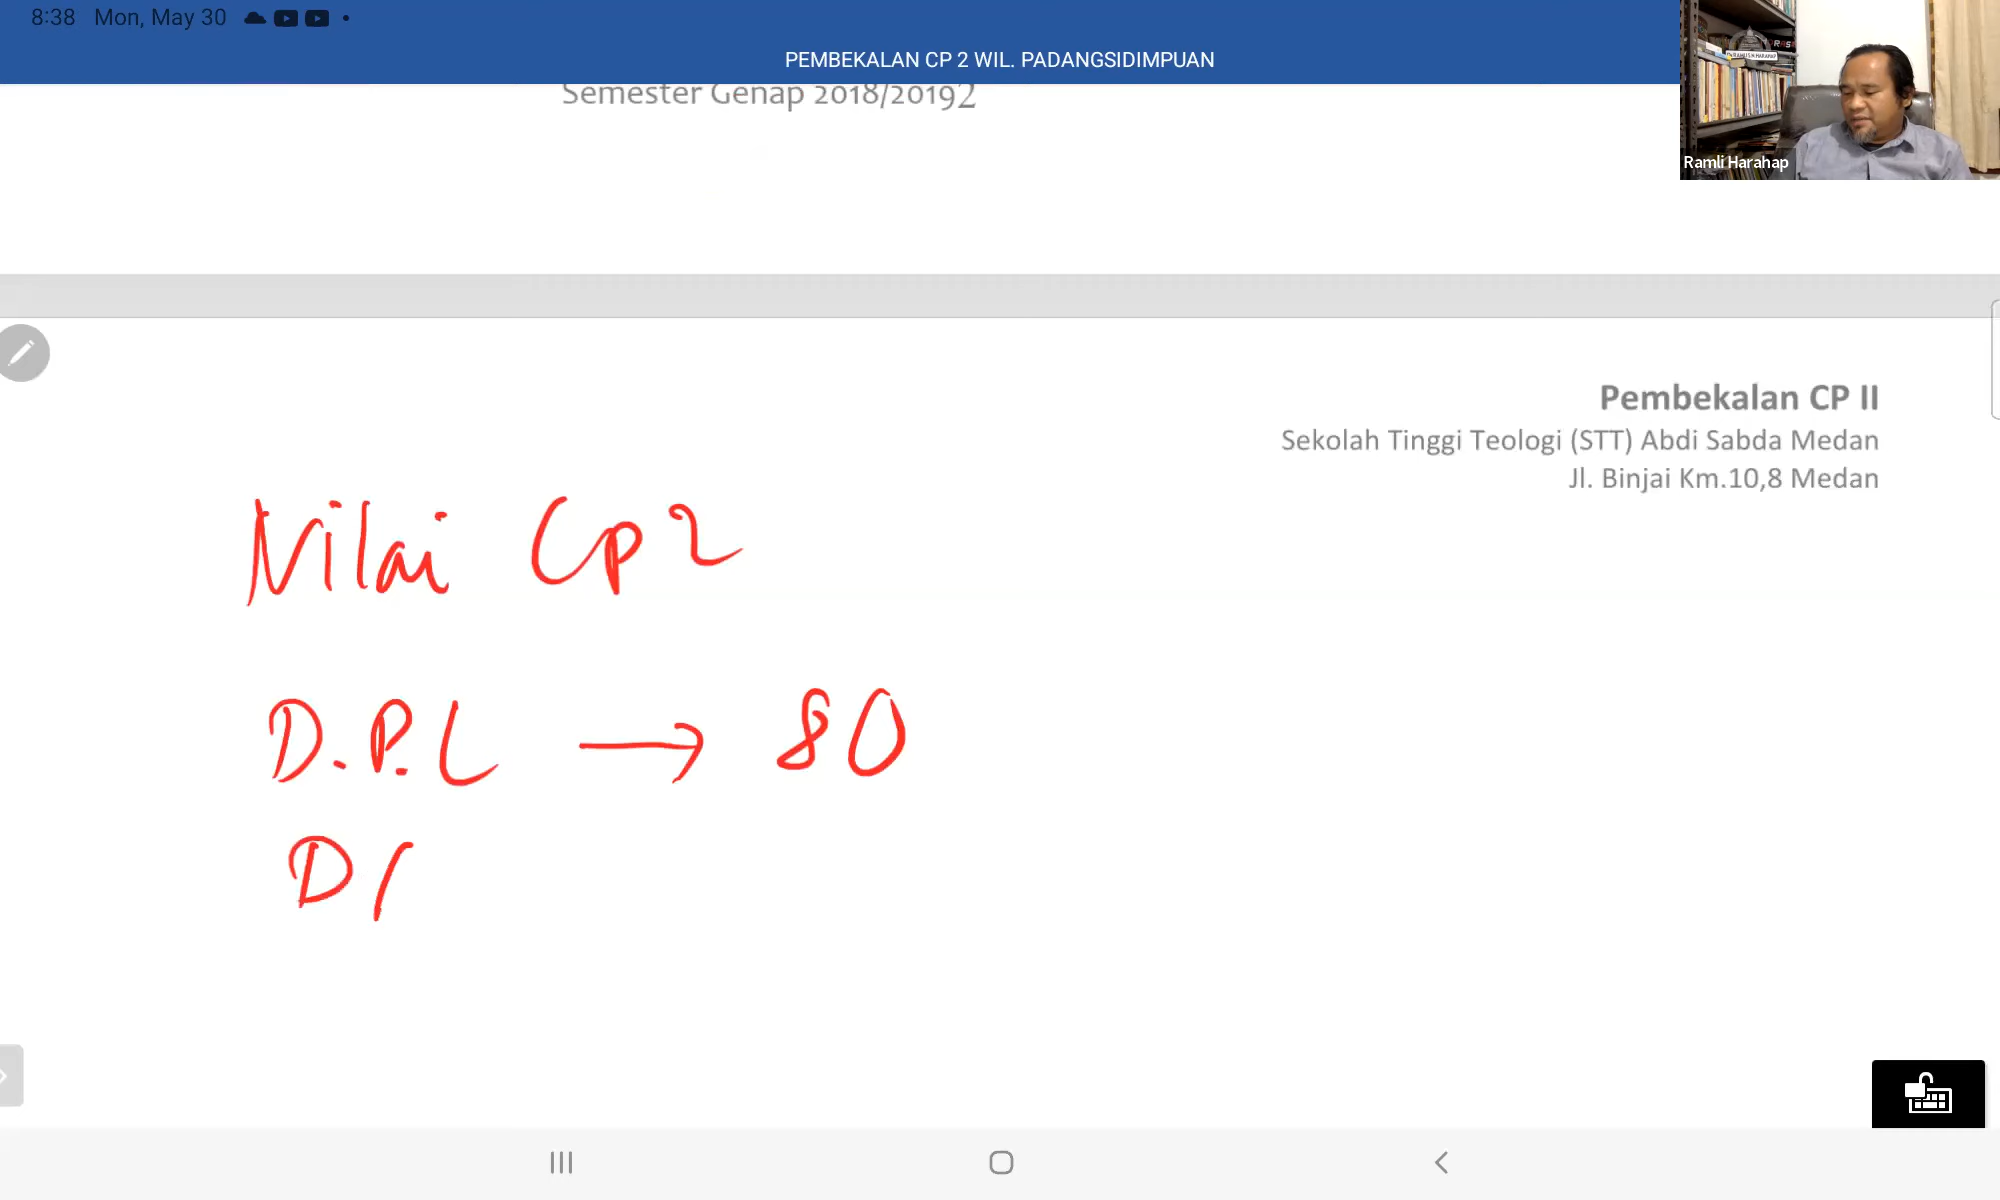 8:38 Mon, May 30
PEMBEKALAN CP 2 WIL. PADANGSIDIMPUAN
Ramli Harahap
Semester Genap 2018/20192
Pembekalan CP II
Sekolah Tinggi Teologi (STT) Abdi Sabda Medan
Jl. Binjai Km.10,8 Medan
Nilai Cp 2
D.P.L → 80
D